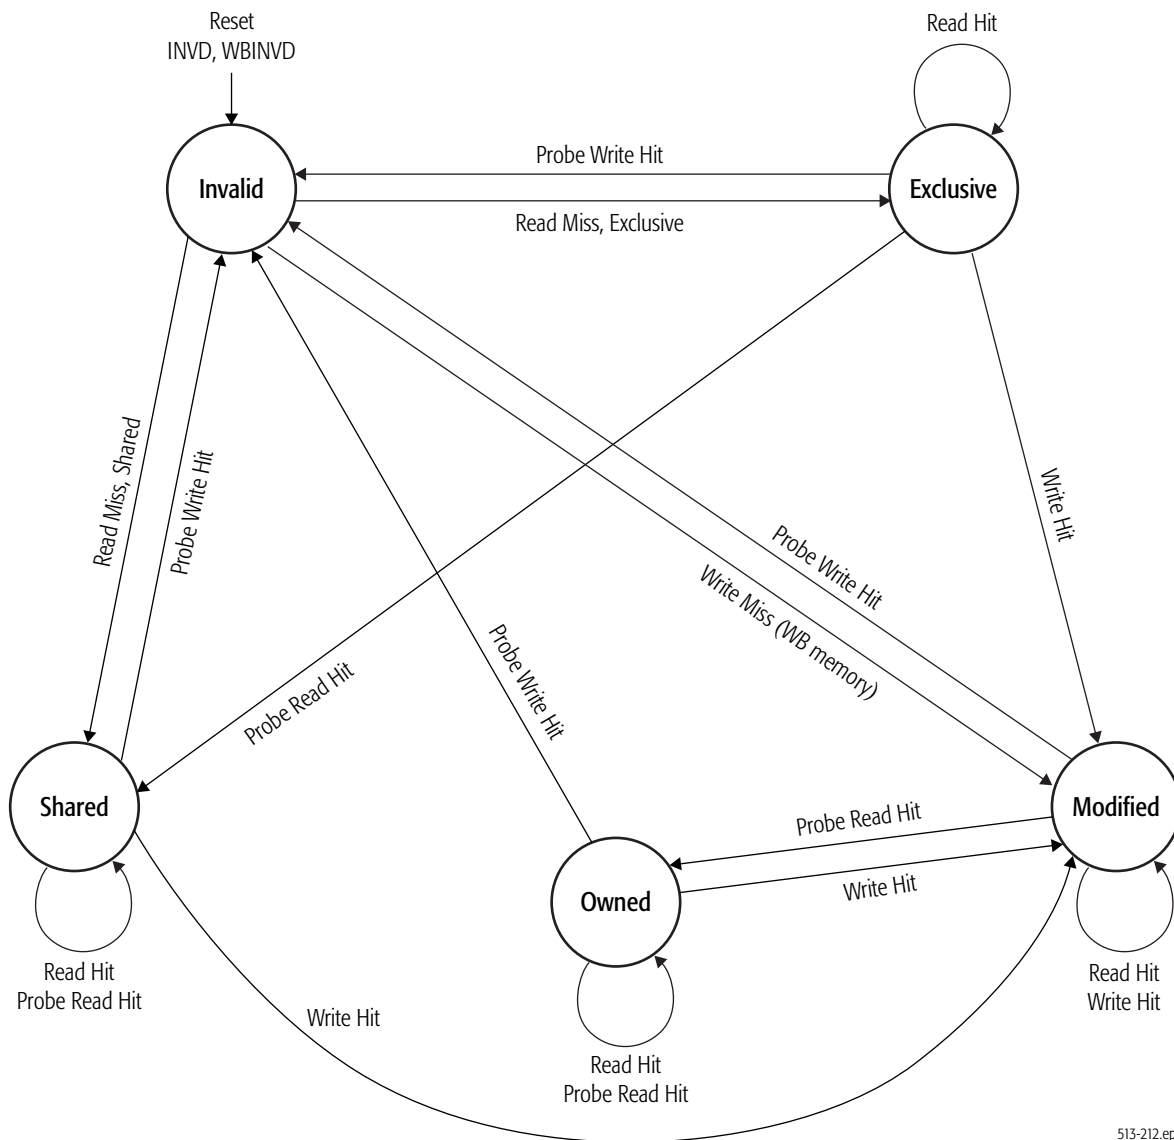 Reset
INVD, WBINVD
Read Hit
Invalid
Probe Write Hit
Exclusive
Read Miss, Exclusive
Read Miss, Shared
Probe Write Hit
Write Hit
Probe Write Hit
Write Miss (WB memory)
Probe Write Hit
Probe Read Hit
Shared
Modified
Probe Read Hit
Owned
Write Hit
Read Hit
Probe Read Hit
Read Hit
Write Hit
Write Hit
Read Hit
Probe Read Hit